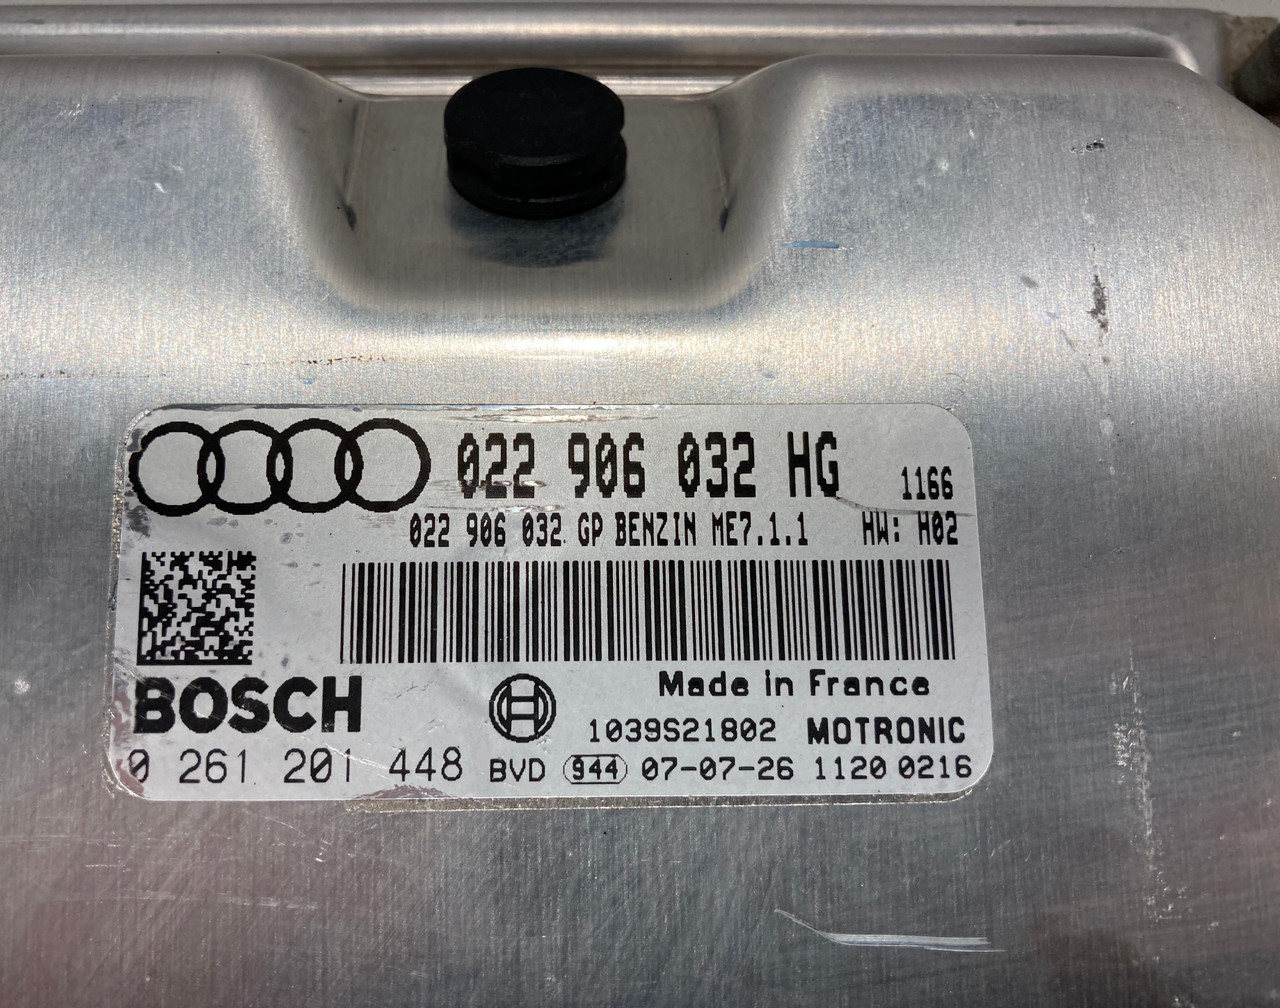 022 906 032 HG 1166
022 906 032 GP BENZIN ME7.1.1 HW: H02
BOSCH
Made in France
1039S21802 MOTRONIC
0 261 201 448 BVD 944 07-07-26 1120 0216